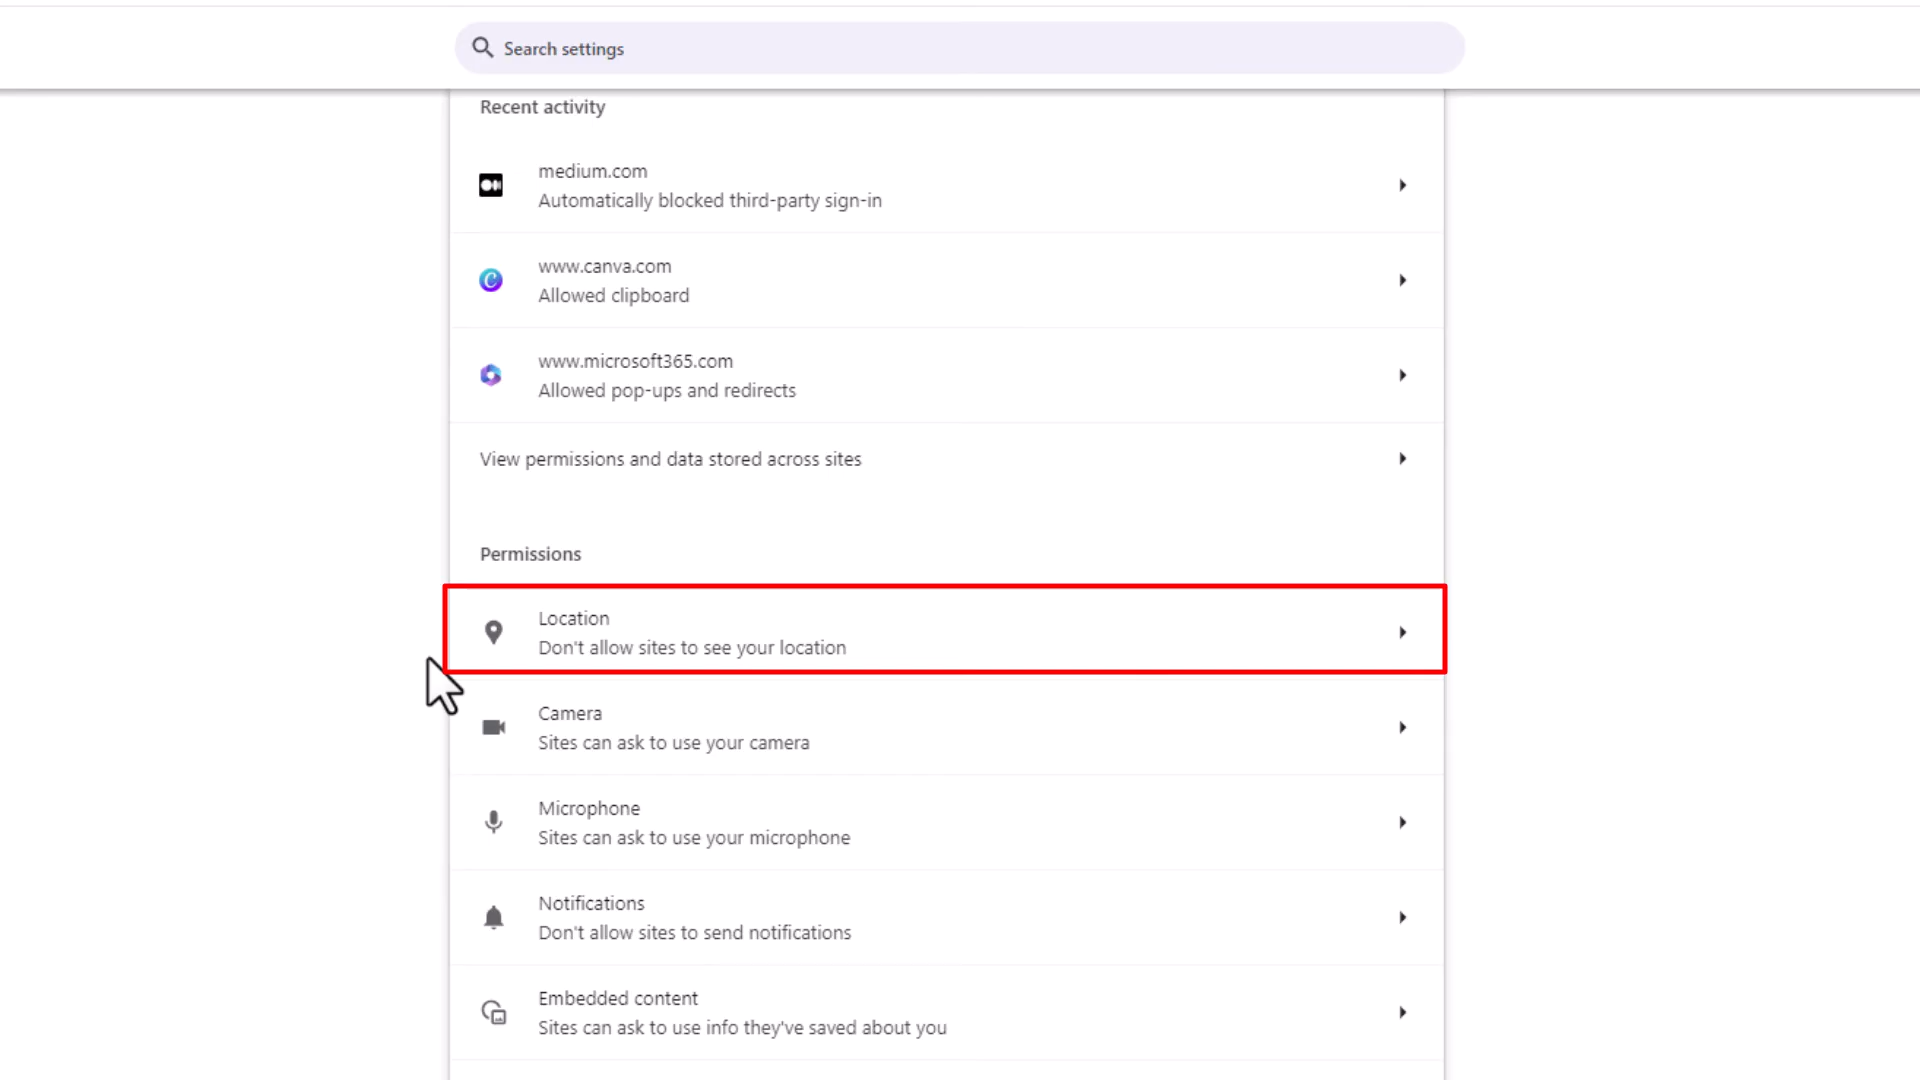 Search settings
Recent activity
medium.com
Automatically blocked third-party sign-in
www.canva.com
Allowed clipboard
www.microsoft365.com
Allowed pop-ups and redirects
View permissions and data stored across sites
Permissions
Location
Don't allow sites to see your location
Camera
Sites can ask to use your camera
Microphone
Sites can ask to use your microphone
Notifications
Don't allow sites to send notifications
Embedded content
Sites can ask to use info they've saved about you